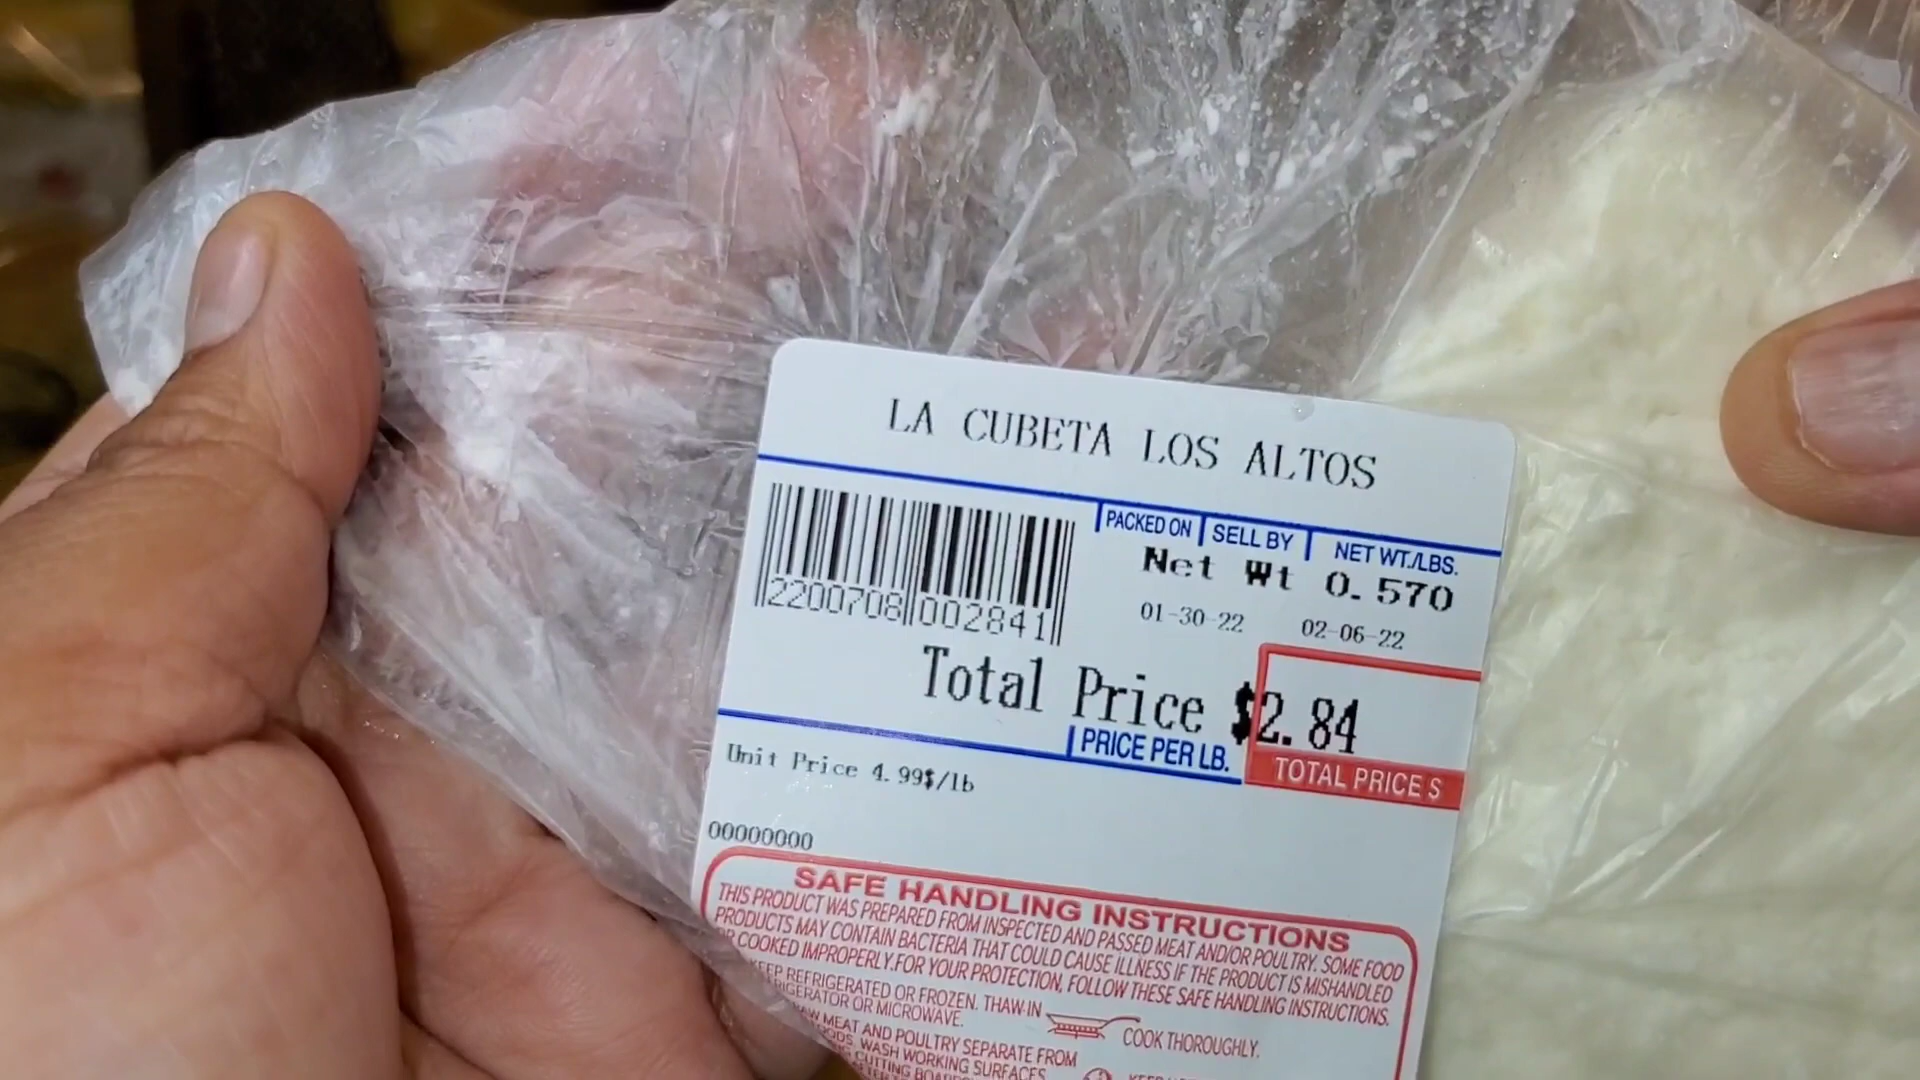 LA CUBETA LOS ALTOS
PACKED ON SELL BY NET WT./LBS.
Net Wt 0.570
2200708 002841
01-30-22 02-06-22
Total Price $2.84
PRICE PER LB.
TOTAL PRICE $
Unit Price 4.99$/lb
00000000
SAFE HANDLING INSTRUCTIONS
THIS PRODUCT WAS PREPARED FROM INSPECTED AND PASSED MEAT AND/OR POULTRY. SOME FOOD
PRODUCTS MAY CONTAIN BACTERIA THAT COULD CAUSE ILLNESS IF THE PRODUCT IS MISHANDLED
OR COOKED IMPROPERLY.FOR YOUR PROTECTION, FOLLOW THESE SAFE HANDLING INSTRUCTIONS.
KEEP REFRIGERATED OR FROZEN. THAW IN
REFRIGERATOR OR MICROWAVE.
COOK THOROUGHLY.
RAW MEAT AND POULTRY SEPARATE FROM
WASH WORKING SURFACES
CUTTING